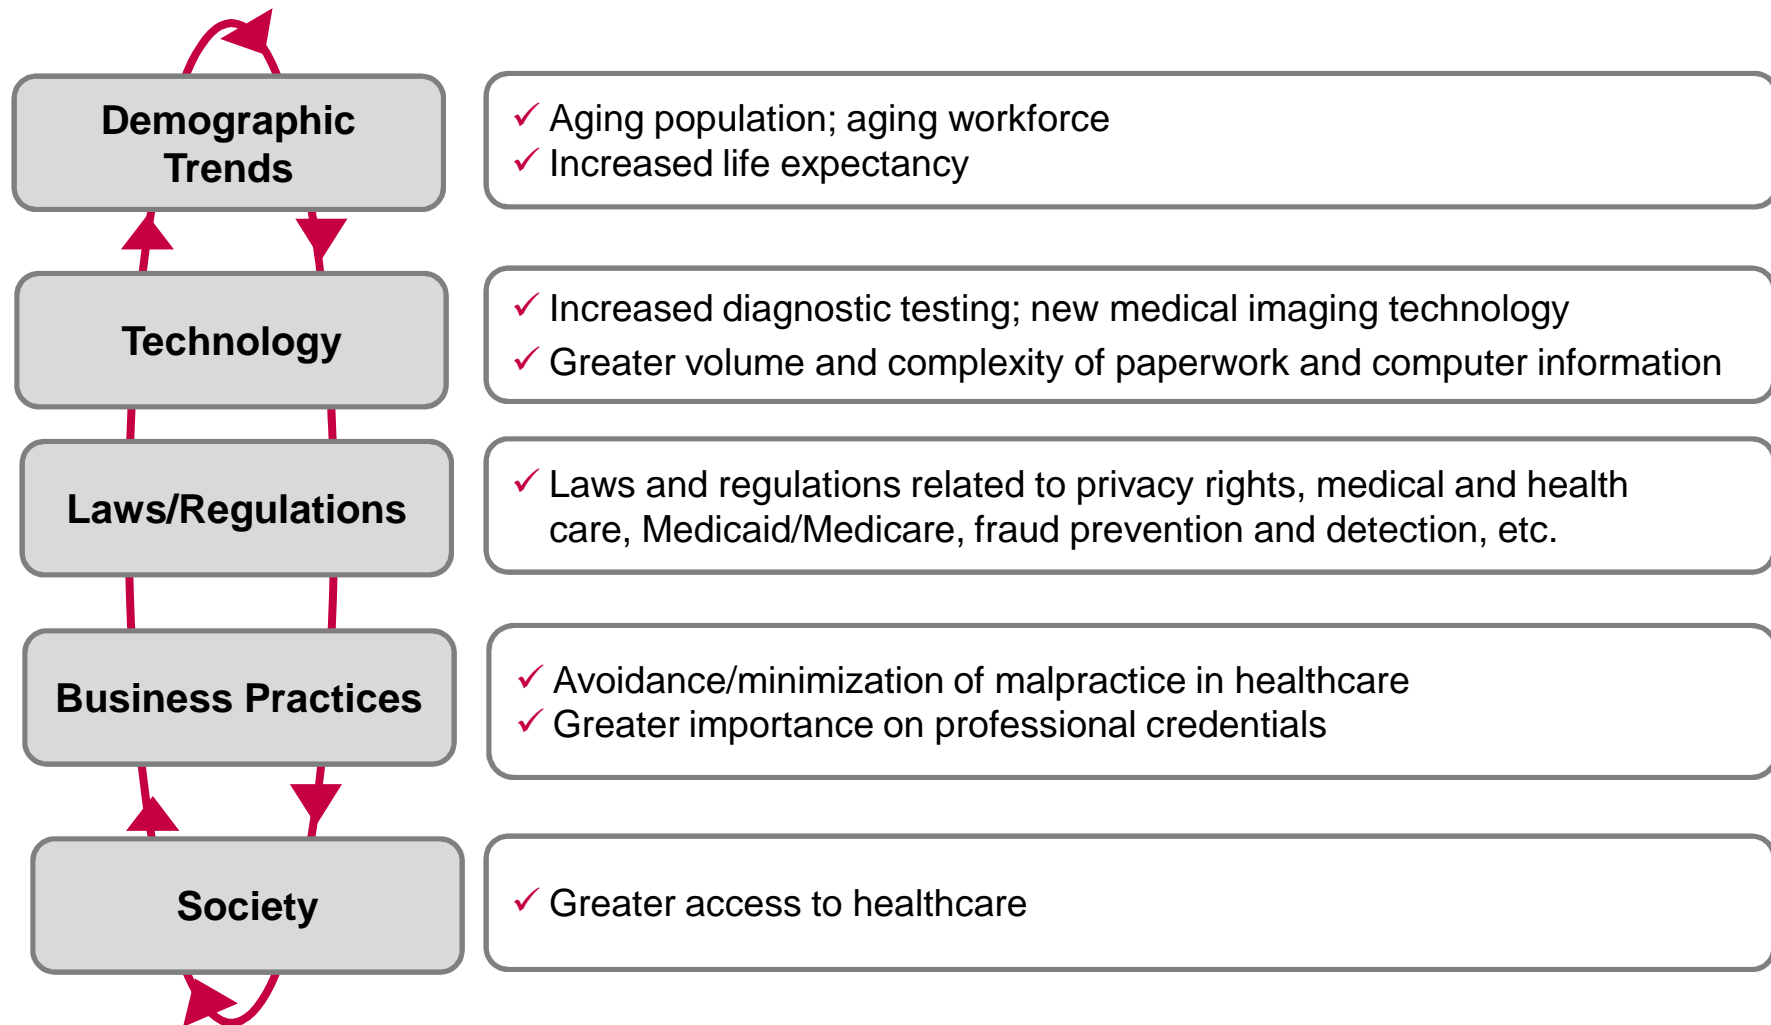 Demographic
Trends
✓ Aging population; aging workforce
✓ Increased life expectancy
Technology
✓ Increased diagnostic testing; new medical imaging technology
✓ Greater volume and complexity of paperwork and computer information
Laws/Regulations
✓ Laws and regulations related to privacy rights, medical and health
care, Medicaid/Medicare, fraud prevention and detection, etc.
Business Practices
✓ Avoidance/minimization of malpractice in healthcare
✓ Greater importance on professional credentials
Society
✓ Greater access to healthcare